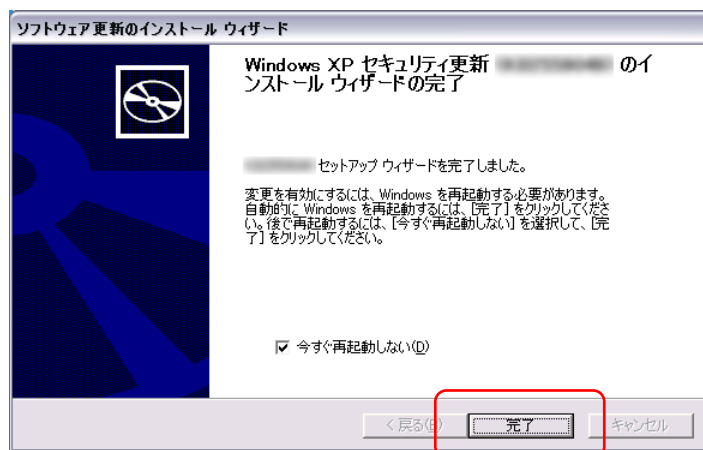 ソフトウェア更新のインストール ウィザード
Windows XP セキュリティ更新 のイ
ンストール ウィザードの完了
セットアップ ウィザードを完了しました。
変更を有効にするには、Windows を再起動する必要があります。
自動的に Windows を再起動するには、[完了] をクリックしてくださ
い。後で再起動するには、[今すぐ再起動しない] を選択して、[完
了] をクリックしてください。
今すぐ再起動しない(D)
< 戻る(B) 完了 キャンセル